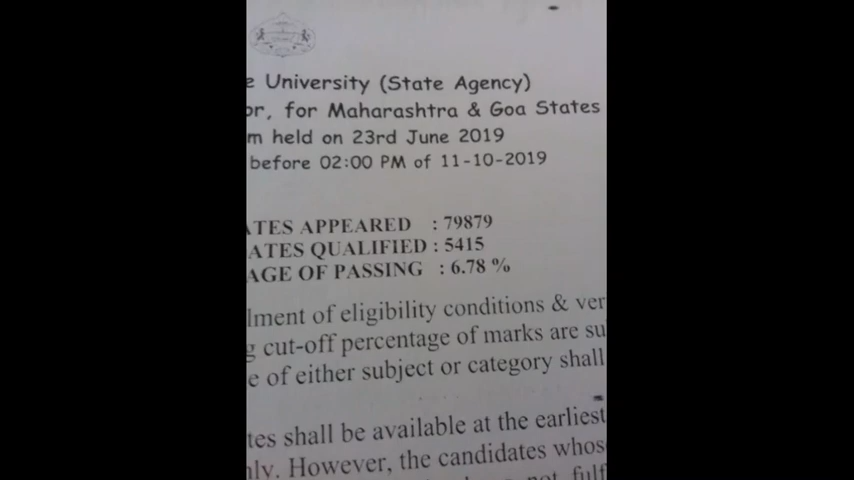 e University (State Agency)
or, for Maharashtra & Goa States
m held on 23rd June 2019
before 02:00 PM of 11-10-2019
ATES APPEARED : 79879
ATES QUALIFIED : 5415
AGE OF PASSING : 6.78 %
lment of eligibility conditions & ver
g cut-off percentage of marks are su
e of either subject or category shall
tes shall be available at the earliest
nly. However, the candidates whos
not fulf